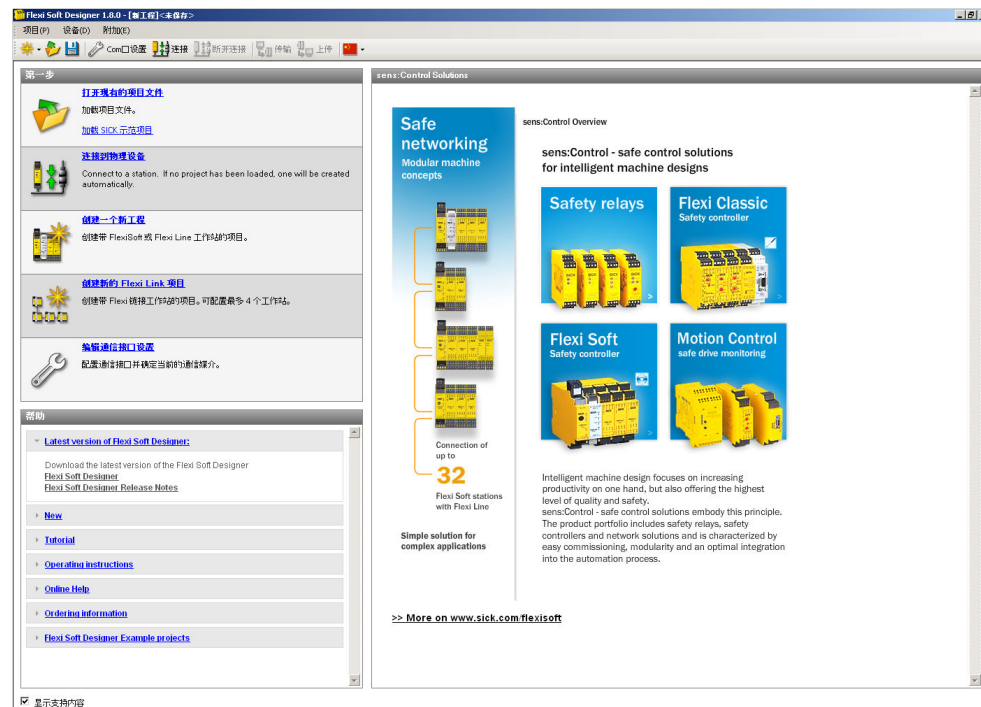 Flexi Soft Designer 1.8.0 - [新工程]<未保存>
项目(P) 设备(D) 附加(E)
Com口设置 连接 断开连接 传输 上传
第一步
打开现有的项目文件
加载项目文件。
加载 SICK 示范项目
连接到物理设备
Connect to a station. If no project has been loaded, one will be created
automatically.
创建一个新工程
创建带 FlexiSoft 或 Flexi Line 工作站的项目。
创建新的 Flexi Link 项目
创建带 Flexi 链接工作站的项目。可配置最多 4 个工作站。
编辑通信接口设置
配置通信接口并确定当前的通信媒介。
帮助
Latest version of Flexi Soft Designer:
Download the latest version of the Flexi Soft Designer
Flexi Soft Designer
Flexi Soft Designer Release Notes
New
Tutorial
Operating instructions
Online Help
Ordering information
Flexi Soft Designer Example projects
显示支持内容
sens:Control Solutions
Safe
networking
Modular machine
concepts
Connection of
up to
32
Flexi Soft stations
with Flexi Line
Simple solution for
complex applications
sens:Control Overview
sens:Control - safe control solutions
for intelligent machine designs
Safety relays
Flexi Classic
Safety controller
Flexi Soft
Safety controller
Motion Control
safe drive monitoring
Intelligent machine design focuses on increasing
productivity on one hand, but also offering the highest
level of quality and safety.
sens:Control - safe control solutions embody this principle.
The product portfolio includes safety relays, safety
controllers and network solutions and is characterized by
easy commissioning, modularity and an optimal integration
into the automation process.
>> More on www.sick.com/flexisoft